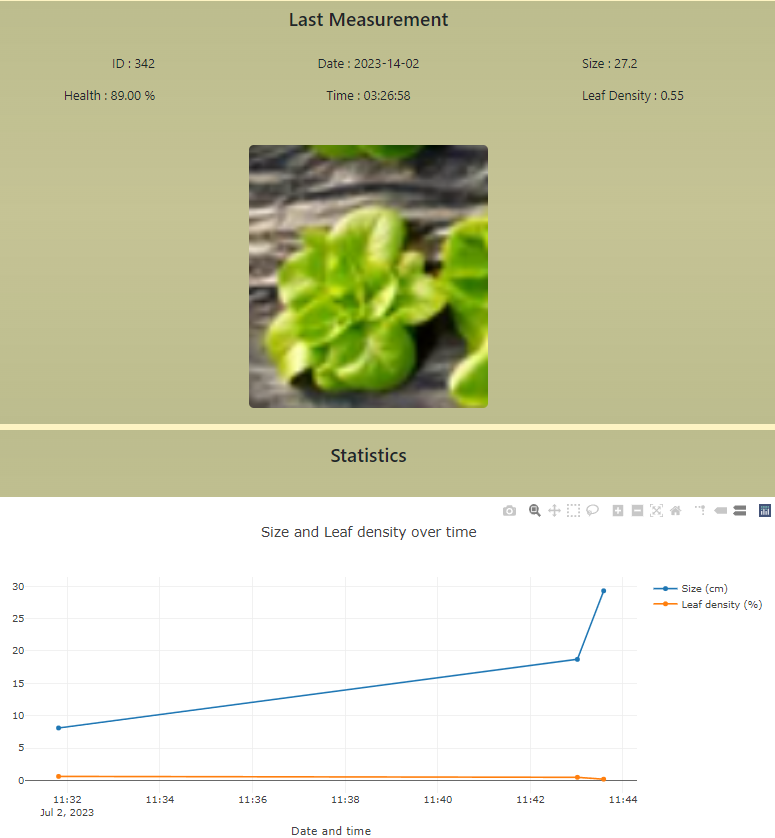 Last Measurement
ID : 342 Date : 2023-14-02 Size : 27.2
Health : 89.00 % Time : 03:26:58 Leaf Density : 0.55
Statistics
Size and Leaf density over time
30
25
20
15
10
5
0
Size (cm)
Leaf density (%)
11:32 11:34 11:36 11:38 11:40 11:42 11:44
Jul 2, 2023
Date and time